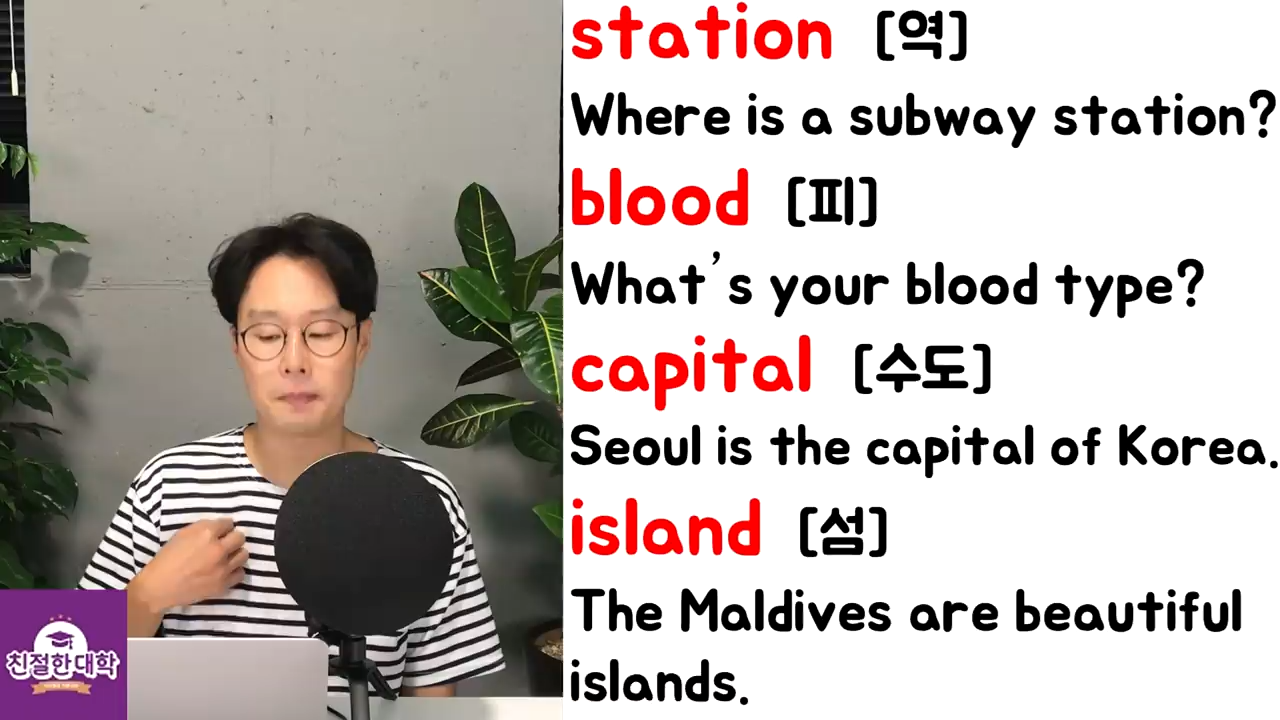 station [역]
Where is a subway station?
blood [피]
What's your blood type?
capital [수도]
Seoul is the capital of Korea.
island [섬]
The Maldives are beautiful
islands.
친절한대학